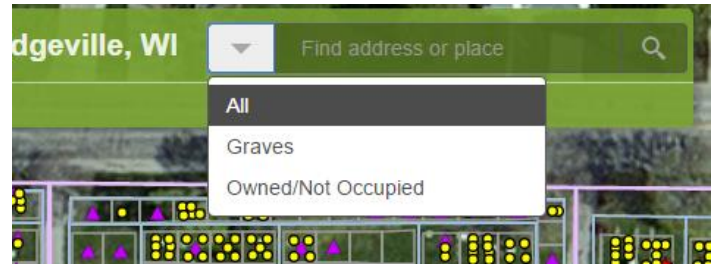 dgeville, WI
Find address or place
All
Graves
Owned/Not Occupied